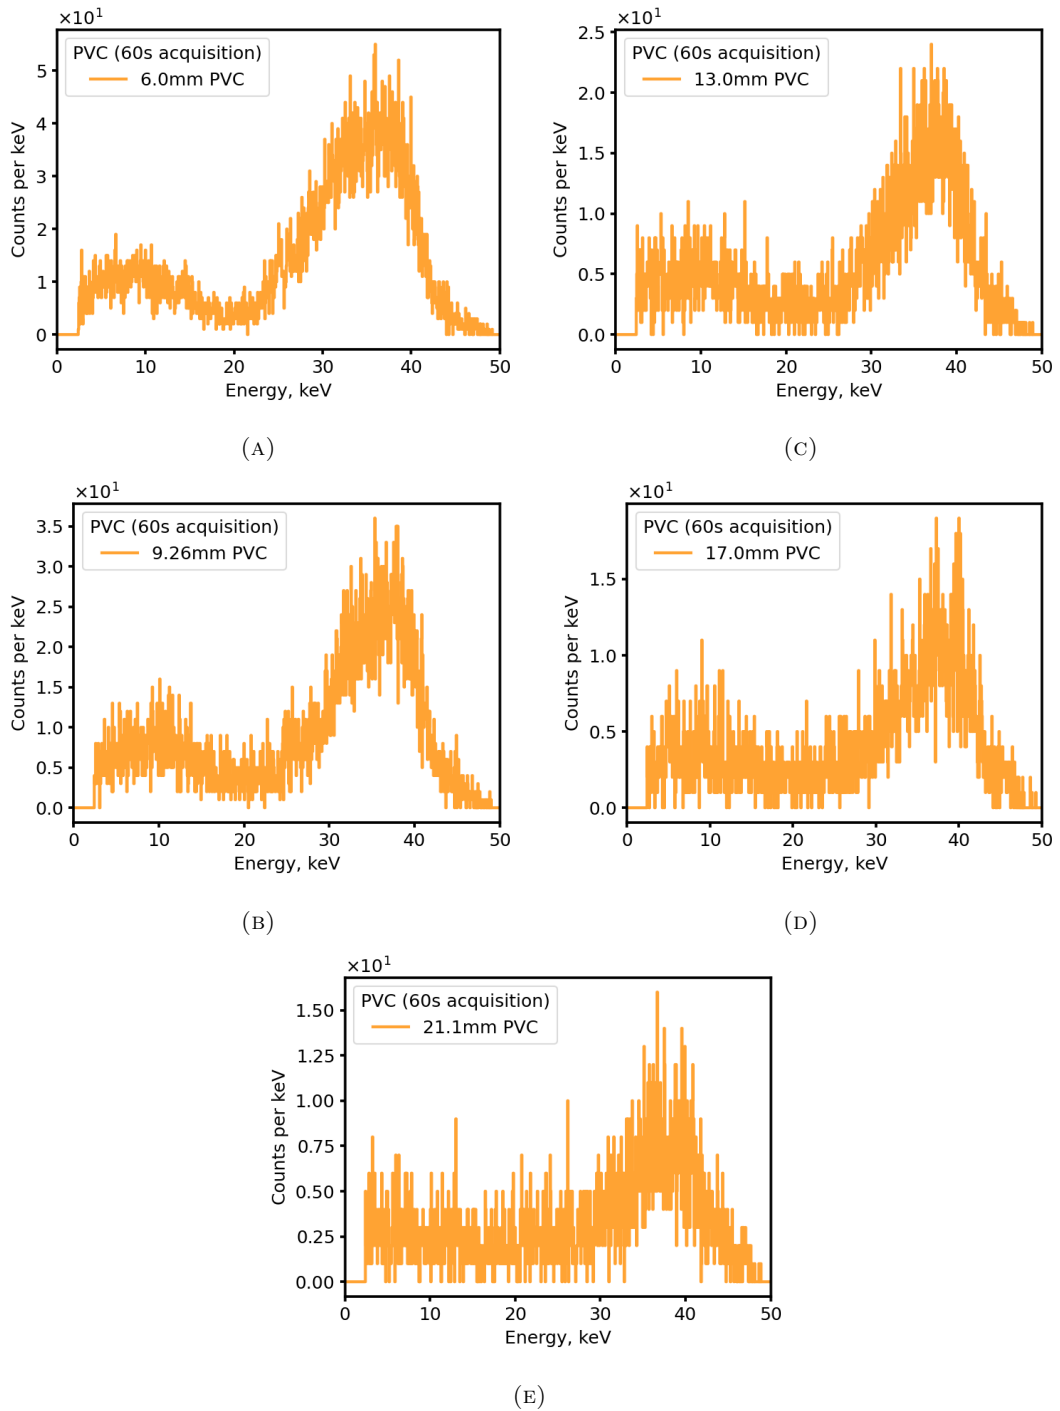 ×10¹
PVC (60s acquisition)
6.0mm PVC
Counts per keV
5
4
3
2
1
0
0 10 20 30 40 50
Energy, keV
(A)
×10¹
PVC (60s acquisition)
13.0mm PVC
Counts per keV
2.5
2.0
1.5
1.0
0.5
0.0
0 10 20 30 40 50
Energy, keV
(C)
×10¹
PVC (60s acquisition)
9.26mm PVC
Counts per keV
3.5
3.0
2.5
2.0
1.5
1.0
0.5
0.0
0 10 20 30 40 50
Energy, keV
(B)
×10¹
PVC (60s acquisition)
17.0mm PVC
Counts per keV
1.5
1.0
0.5
0.0
0 10 20 30 40 50
Energy, keV
(D)
×10¹
PVC (60s acquisition)
21.1mm PVC
Counts per keV
1.50
1.25
1.00
0.75
0.50
0.25
0.00
0 10 20 30 40 50
Energy, keV
(E)